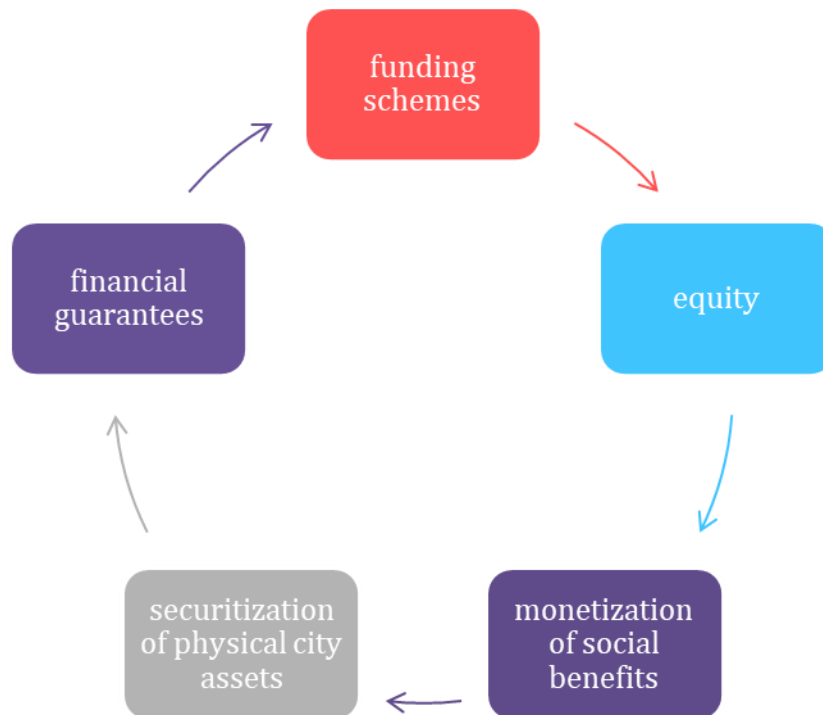 funding
schemes
equity
monetization
of social
benefits
securitization
of physical city
assets
financial
guarantees